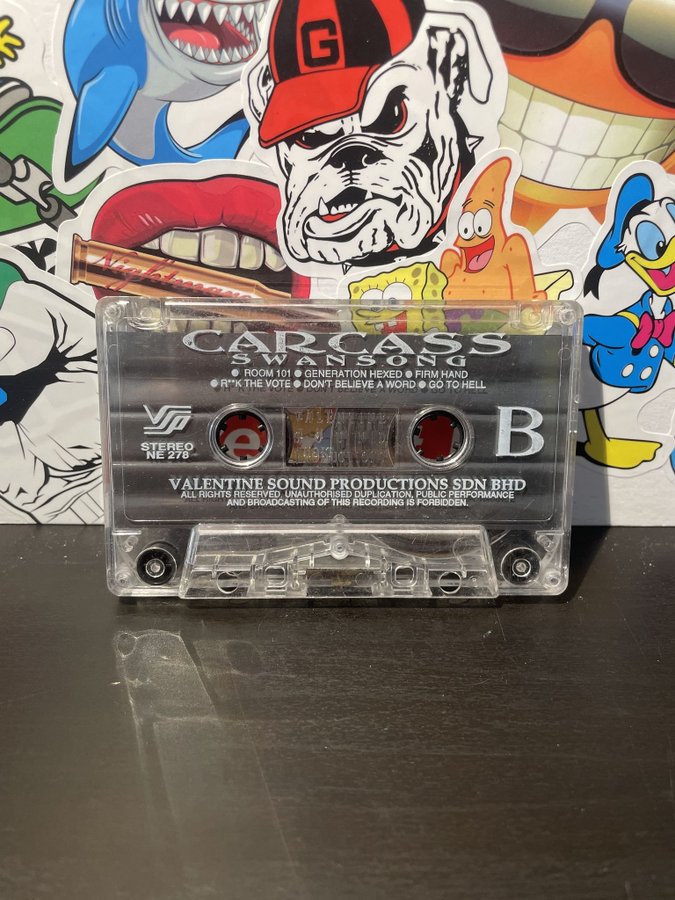 G
Nightmare
CARCASS
SWANSONG
● ROOM 101 ● GENERATION HEXED ● FIRM HAND
● R**K THE VOTE ● DON'T BELIEVE A WORD ● GO TO HELL
VSP
STEREO
NE 278
B
VALENTINE SOUND PRODUCTIONS SDN BHD
ALL RIGHTS RESERVED, UNAUTHORISED DUPLICATION, PUBLIC PERFORMANCE
AND BROADCASTING OF THIS RECORDING IS FORBIDDEN.